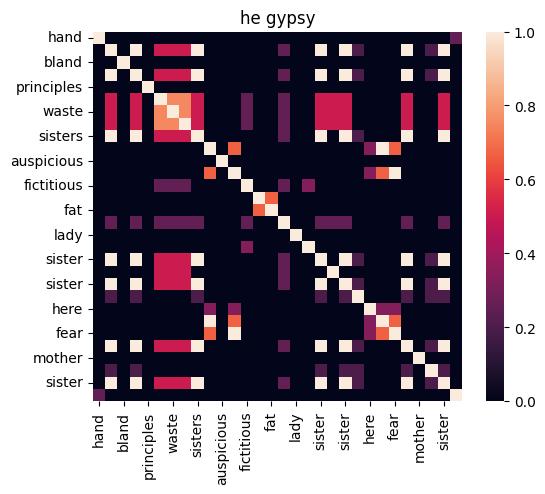 he gypsy
hand
bland
principles
waste
sisters
auspicious
fictitious
fat
lady
sister
sister
here
fear
mother
sister
1.0
0.8
0.6
0.4
0.2
0.0
hand
bland
principles
waste
sisters
auspicious
fictitious
fat
lady
sister
sister
here
fear
mother
sister